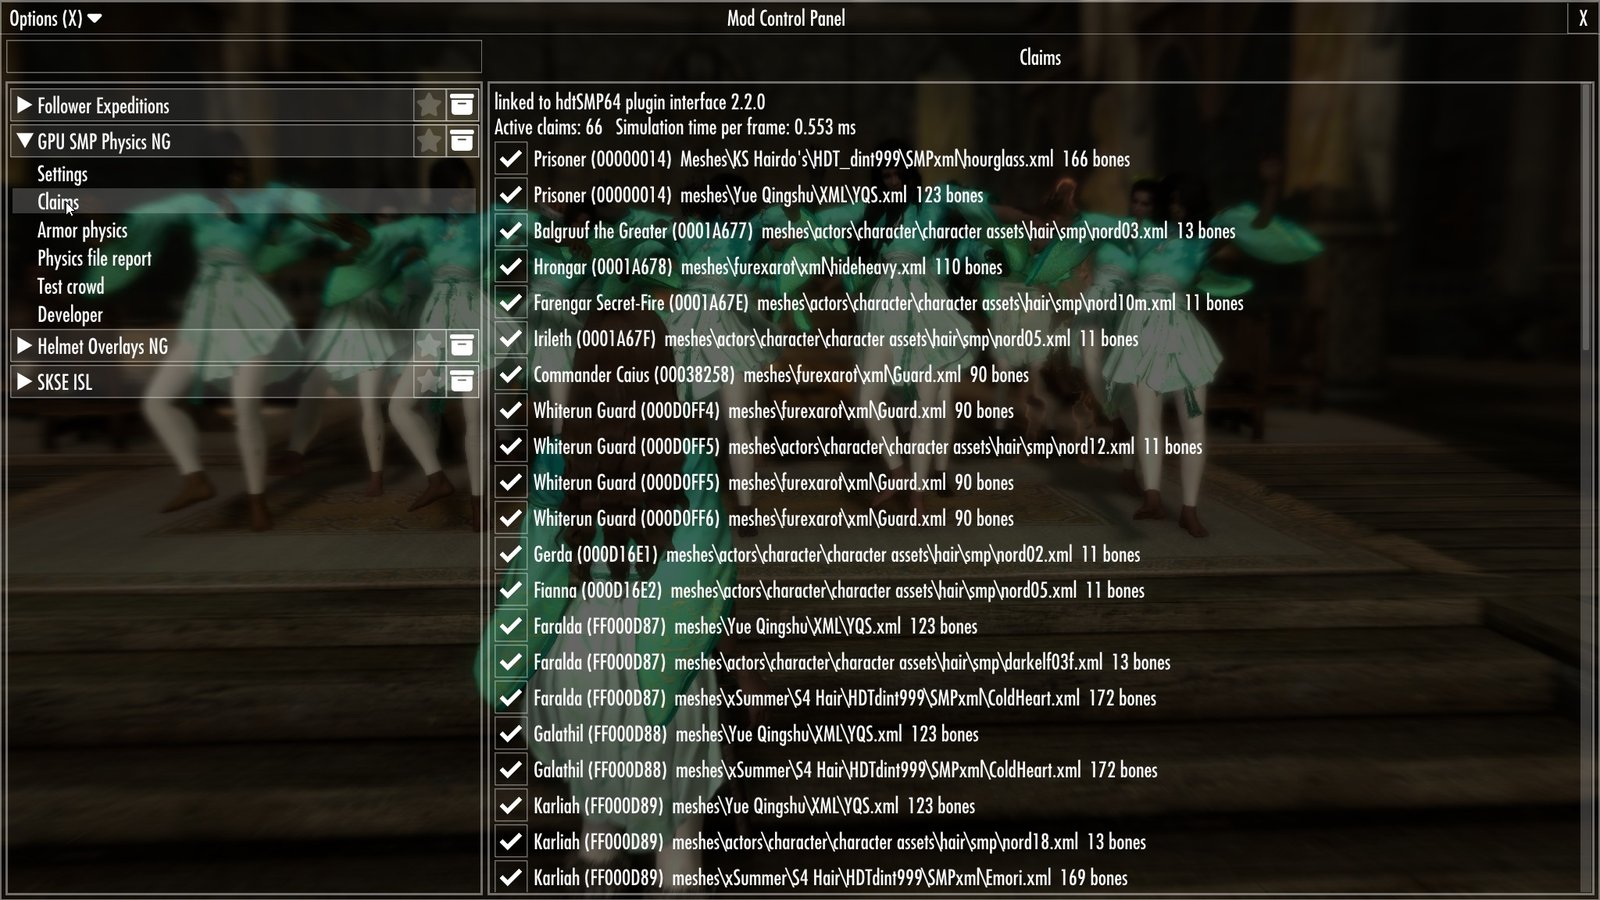 Options (X)
Mod Control Panel
X
Claims
Follower Expeditions
GPU SMP Physics NG
Settings
Claims
Armor physics
Physics file report
Test crowd
Developer
Helmet Overlays NG
SKSE ISL
linked to hdtSMP64 plugin interface 2.2.0
Active claims: 66 Simulation time per frame: 0.553 ms
Prisoner (00000014) Meshes\KS Hairdo's\HDT_dint999\SMPxml\hourglass.xml 166 bones
Prisoner (00000014) meshes\Yue Qingshu\XML\YQS.xml 123 bones
Balgruuf the Greater (0001A677) meshes\actors\character\character assets\hair\smp\nord03.xml 13 bones
Hrongar (0001A678) meshes\furexarot\xml\hideheavy.xml 110 bones
Farengar Secret-Fire (0001A67E) meshes\actors\character\character assets\hair\smp\nord10m.xml 11 bones
Irileth (0001A67F) meshes\actors\character\character assets\hair\smp\nord05.xml 11 bones
Commander Caius (00038258) meshes\furexarot\xml\Guard.xml 90 bones
Whiterun Guard (000D0FF4) meshes\furexarot\xml\Guard.xml 90 bones
Whiterun Guard (000D0FF5) meshes\actors\character\character assets\hair\smp\nord12.xml 11 bones
Whiterun Guard (000D0FF5) meshes\furexarot\xml\Guard.xml 90 bones
Whiterun Guard (000D0FF6) meshes\furexarot\xml\Guard.xml 90 bones
Gerda (000D16E1) meshes\actors\character\character assets\hair\smp\nord02.xml 11 bones
Fianna (000D16E2) meshes\actors\character\character assets\hair\smp\nord05.xml 11 bones
Faralda (FF000D87) meshes\Yue Qingshu\XML\YQS.xml 123 bones
Faralda (FF000D87) meshes\actors\character\character assets\hair\smp\darkelf03f.xml 13 bones
Faralda (FF000D87) meshes\xSummer\S4 Hair\HDTdint999\SMPxml\ColdHeart.xml 172 bones
Galathil (FF000D88) meshes\Yue Qingshu\XML\YQS.xml 123 bones
Galathil (FF000D88) meshes\xSummer\S4 Hair\HDTdint999\SMPxml\ColdHeart.xml 172 bones
Karliah (FF000D89) meshes\Yue Qingshu\XML\YQS.xml 123 bones
Karliah (FF000D89) meshes\actors\character\character assets\hair\smp\nord18.xml 13 bones
Karliah (FF000D89) meshes\xSummer\S4 Hair\HDTdint999\SMPxml\Emori.xml 169 bones